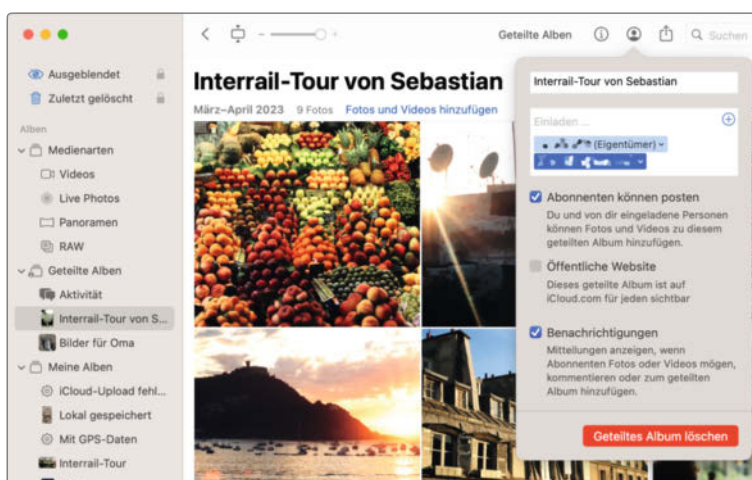 Geteilte Alben
Suchen
Ausgeblendet
Zuletzt gelöscht
Alben
Medienarten
Videos
Live Photos
Panoramen
RAW
Geteilte Alben
Aktivität
Interrail-Tour von S...
Bilder für Oma
Meine Alben
iCloud-Upload fehl...
Lokal gespeichert
Mit GPS-Daten
Interrail-Tour
Interrail-Tour von Sebastian
März–April 2023 9 Fotos Fotos und Videos hinzufügen
Interrail-Tour von Sebastian
Einladen ...
(Eigentümer)
Abonnenten können posten
Du und von dir eingeladene Personen
können Fotos und Videos zu diesem
geteilten Album hinzufügen.
Öffentliche Website
Dieses geteilte Album ist auf
iCloud.com für jeden sichtbar
Benachrichtigungen
Mitteilungen anzeigen, wenn
Abonnenten Fotos oder Videos mögen,
kommentieren oder zum geteilten
Album hinzufügen.
Geteiltes Album löschen